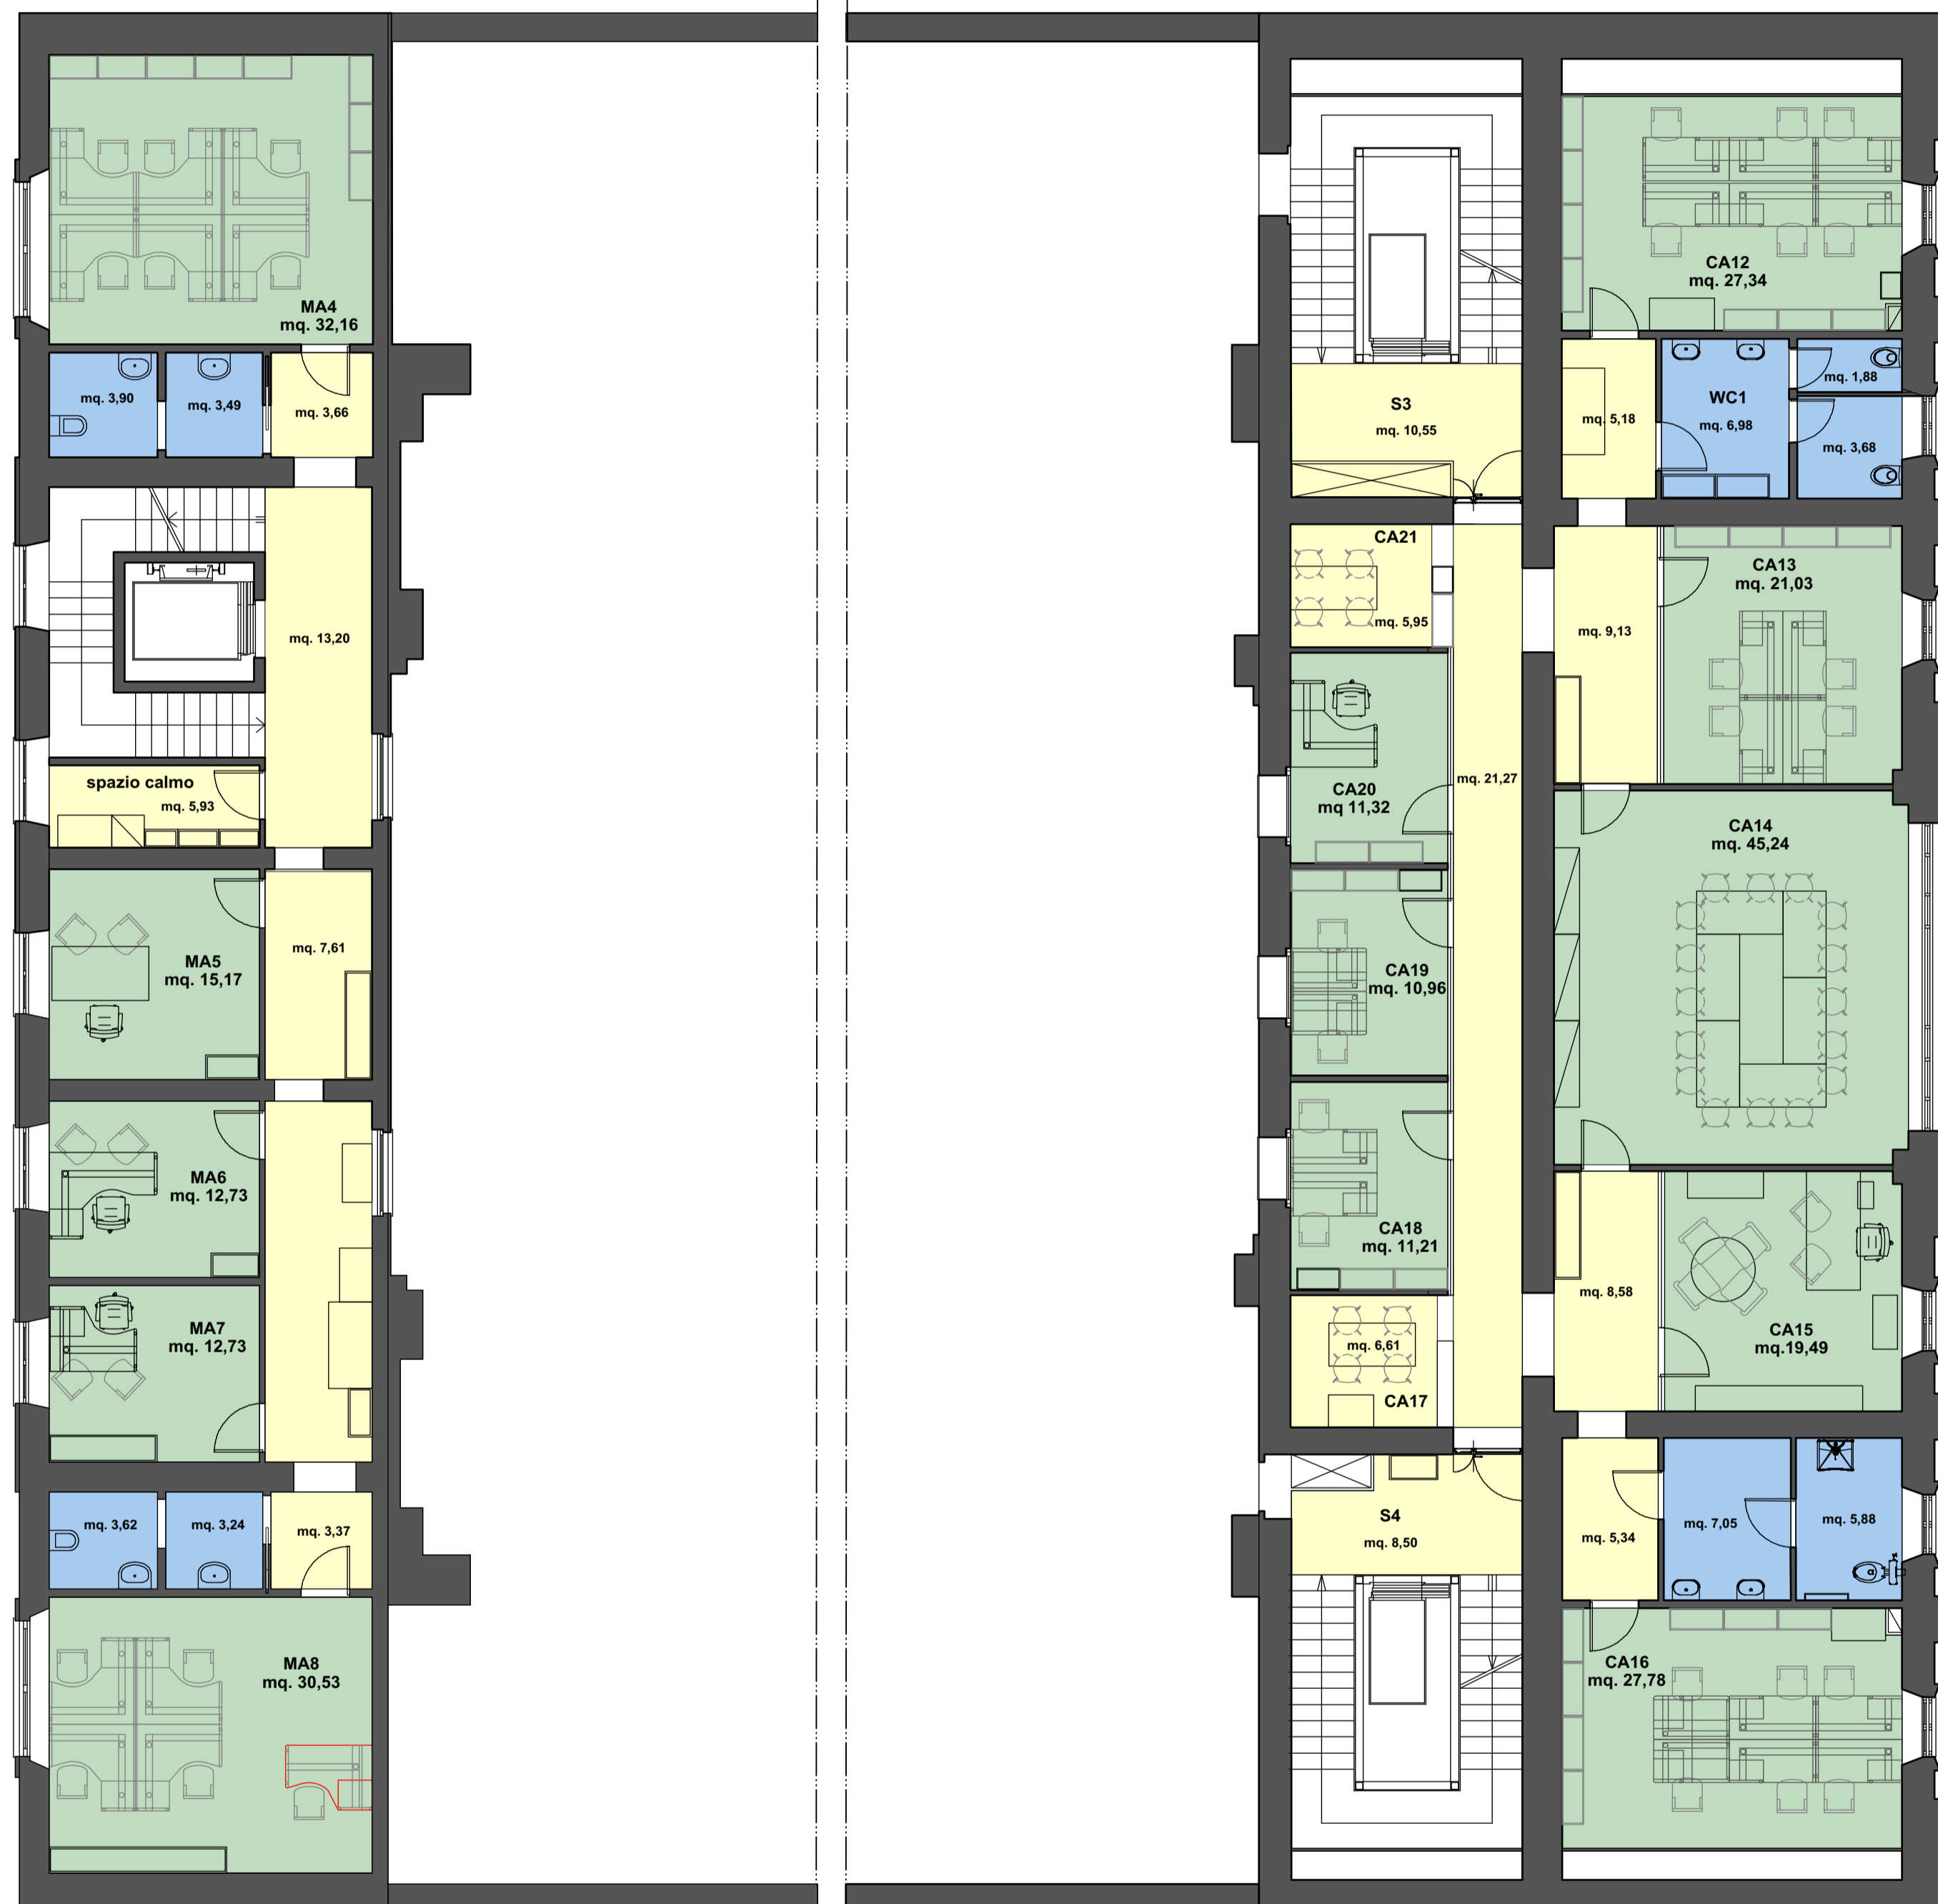 MA4
mq. 32,16
mq. 3,90
mq. 3,49
mq. 3,66
mq. 13,20
spazio calmo
mq. 5,93
MA5
mq. 15,17
mq. 7,61
MA6
mq. 12,73
MA7
mq. 12,73
mq. 3,62
mq. 3,24
mq. 3,37
MA8
mq. 30,53
S3
mq. 10,55
CA21
mq. 5,95
CA20
mq 11,32
mq. 21,27
CA19
mq. 10,96
CA18
mq. 11,21
mq. 6,61
CA17
S4
mq. 8,50
CA12
mq. 27,34
mq. 5,18
WC1
mq. 6,98
mq. 1,88
mq. 3,68
mq. 9,13
CA13
mq. 21,03
CA14
mq. 45,24
mq. 8,58
CA15
mq.19,49
mq. 5,34
mq. 7,05
mq. 5,88
CA16
mq. 27,78